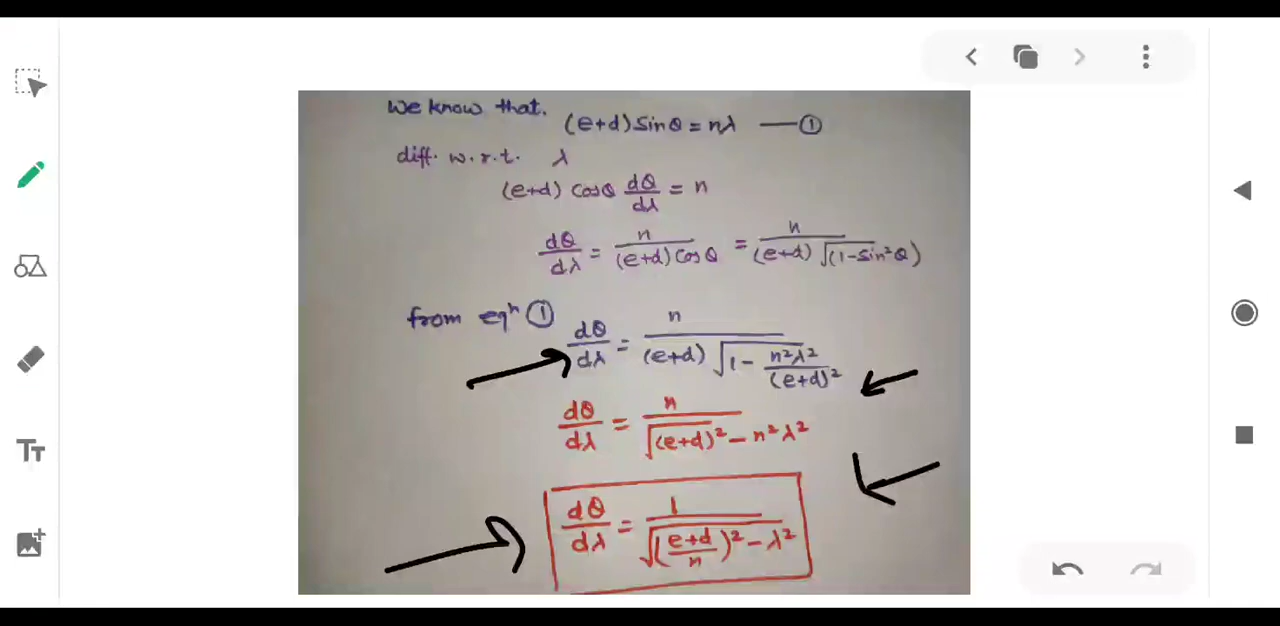 We know that.
(e+d) Sinθ = nλ —①
diff. w.r.t. λ
(e+d) Cosθ dθ/dλ = n
dθ/dλ = n/(e+d) Cosθ = n/(e+d) √(1-Sin²θ)
from eqⁿ ① dθ/dλ = n/(e+d) √1 - n²λ²/(e+d)²
dθ/dλ = n/√(e+d)² - n²λ²
dθ/dλ = 1/√(e+d/n)² - λ²
Tт